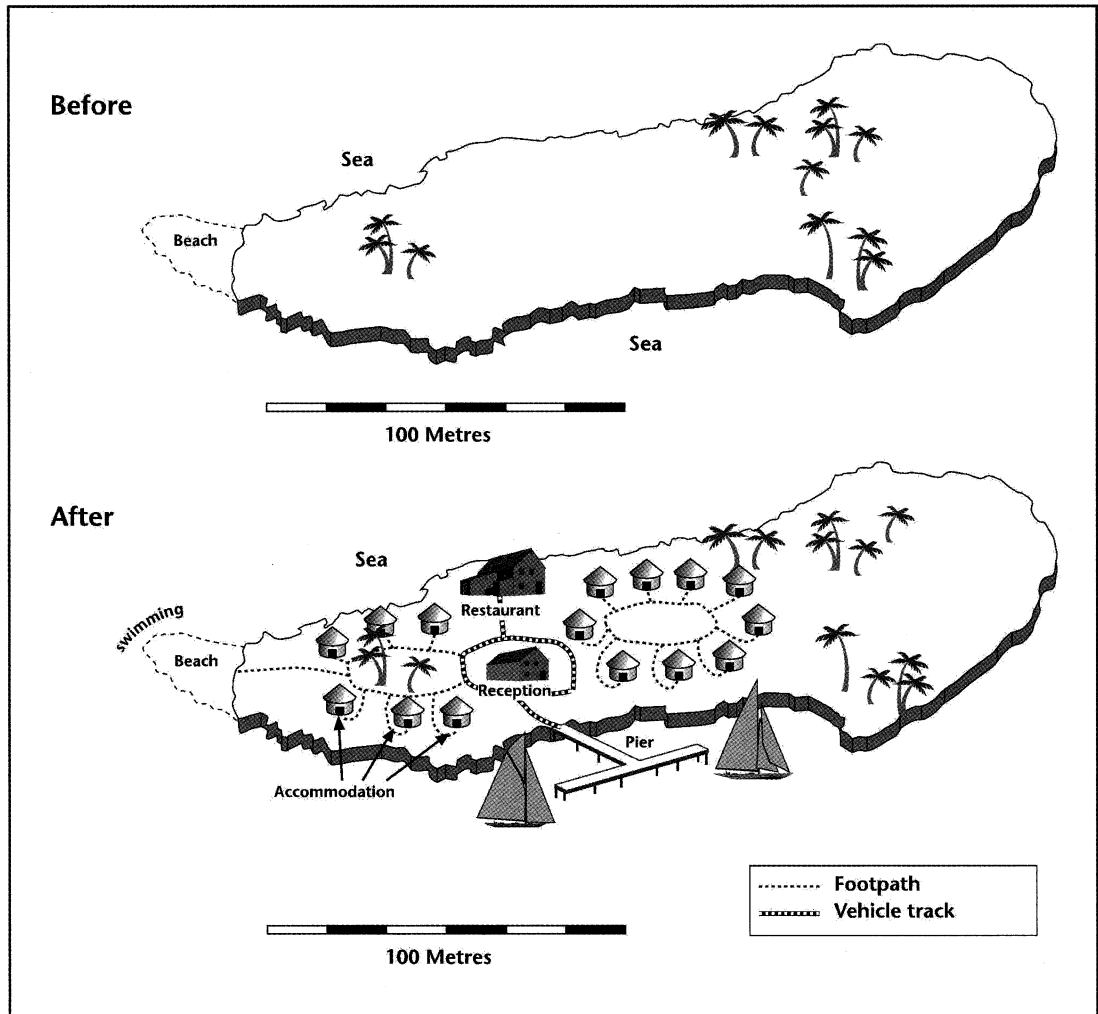 Before
Sea
Beach
Sea
100 Metres
After
Sea
swimming
Restaurant
Beach
Reception
Pier
Accommodation
Footpath
Vehicle track
100 Metres